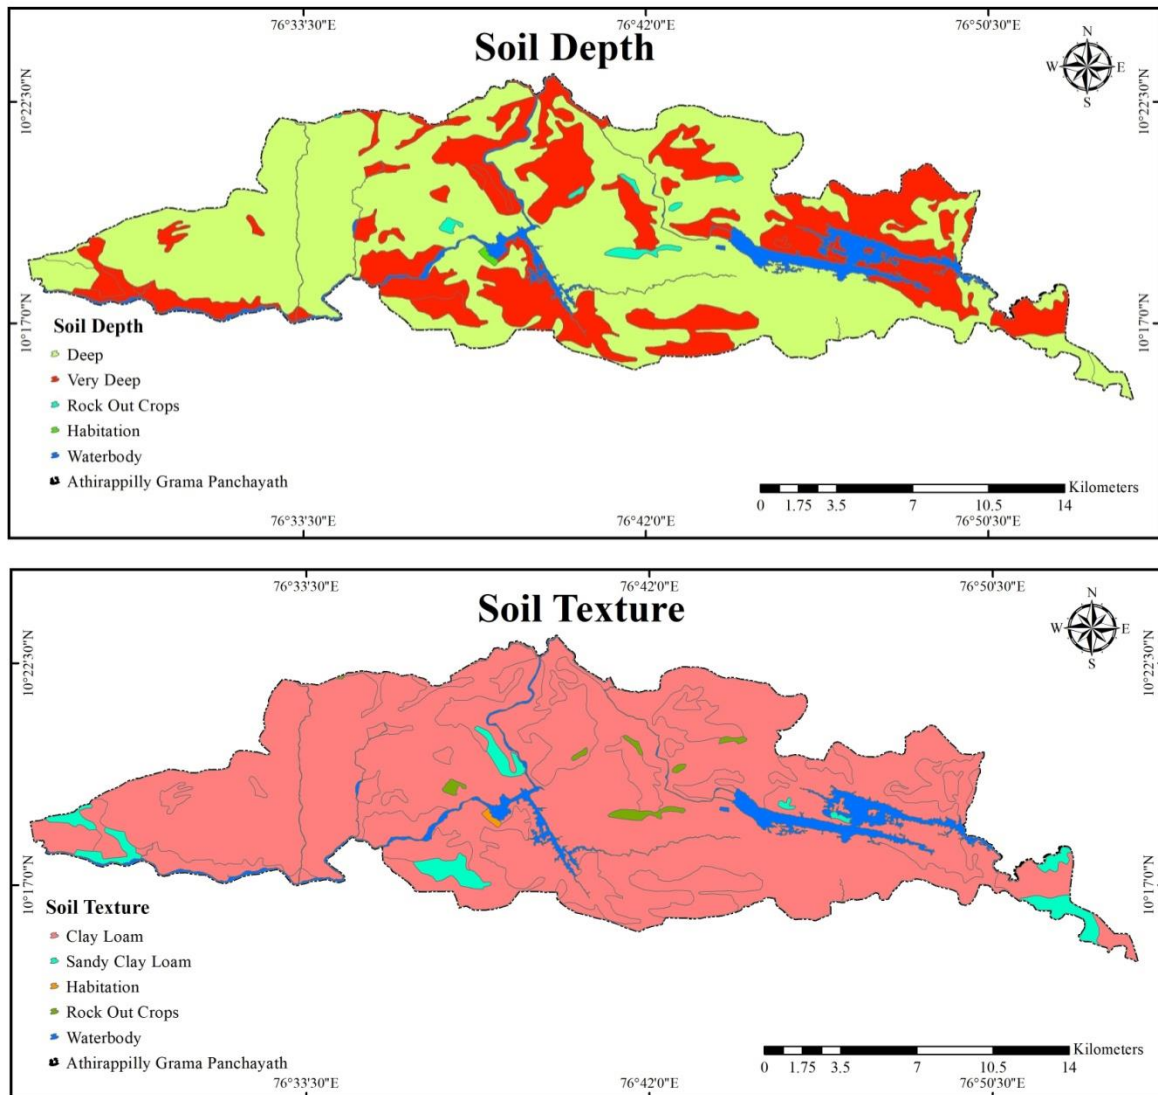 76°33'30"E 76°42'0"E 76°50'30"E
Soil Depth
N
W E
S
10°22'30"N 10°22'30"N
10°17'0"N 10°17'0"N
Soil Depth
Deep
Very Deep
Rock Out Crops
Habitation
Waterbody
Athirappilly Grama Panchayath
Kilometers
0 1.75 3.5 7 10.5 14
76°33'30"E 76°42'0"E 76°50'30"E
76°33'30"E 76°42'0"E 76°50'30"E
Soil Texture
N
W E
S
10°22'30"N 10°22'30"N
10°17'0"N 10°17'0"N
Soil Texture
Clay Loam
Sandy Clay Loam
Habitation
Rock Out Crops
Waterbody
Athirappilly Grama Panchayath
Kilometers
0 1.75 3.5 7 10.5 14
76°33'30"E 76°42'0"E 76°50'30"E